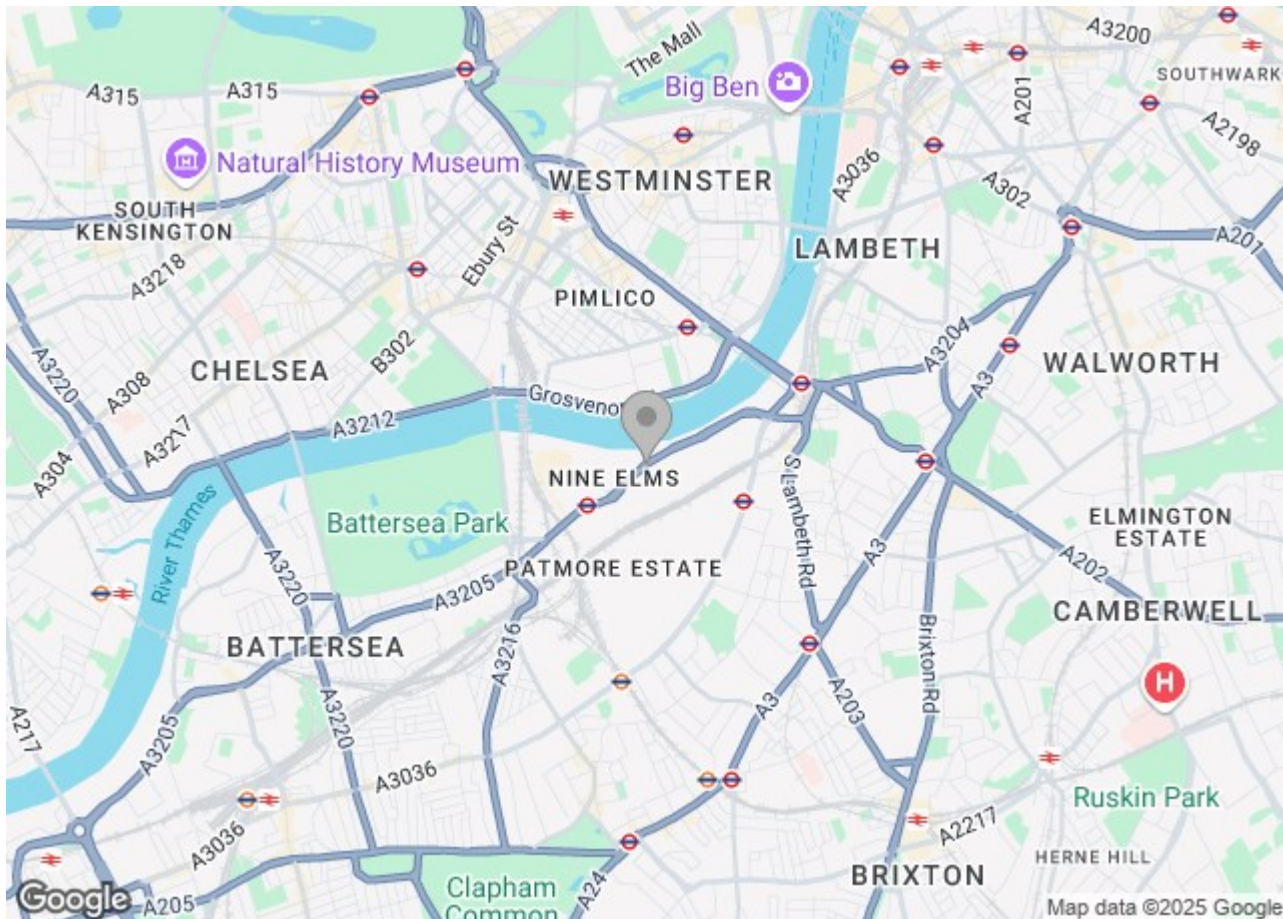 A3200
The Mall
A315
A315
Big Ben
A201
SOUTHWARK
A2198
Natural History Museum
A3036
WESTMINSTER
A302
SOUTH
KENSINGTON
Ebury St
LAMBETH
A201
A3218
PIMLICO
A3220
B302
A3204
CHELSEA
A308
A3
WALWORTH
Grosveno
A3212
A3217
A304
NINE ELMS
S Lambeth Rd
Battersea Park
ELMINGTON
ESTATE
River Thames
A3
A202
A3220
PATMORE ESTATE
A3205
CAMBERWELL
BATTERSEA
A3216
Brixton Rd
H
A203
A3
A217
A3205
A3220
A3036
Ruskin Park
A2217
A3036
HERNE HILL
BRIXTON
A24
Clapham
Common
Google
A205
Map data ©2025 Google